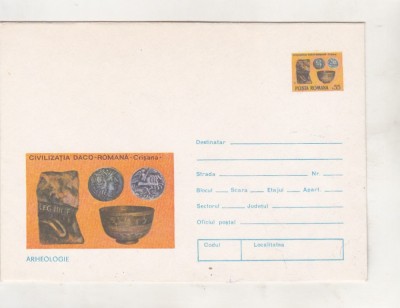 POSTA ROMANA 55
Destinatar
CIVILIZAȚIA DACO-ROMANĂ -Crișana-
Strada Nr.
Blocul Scara Etajul Apart.
Sectorul Județul
Oficiul poștal
Codul Localitatea
ARHEOLOGIE